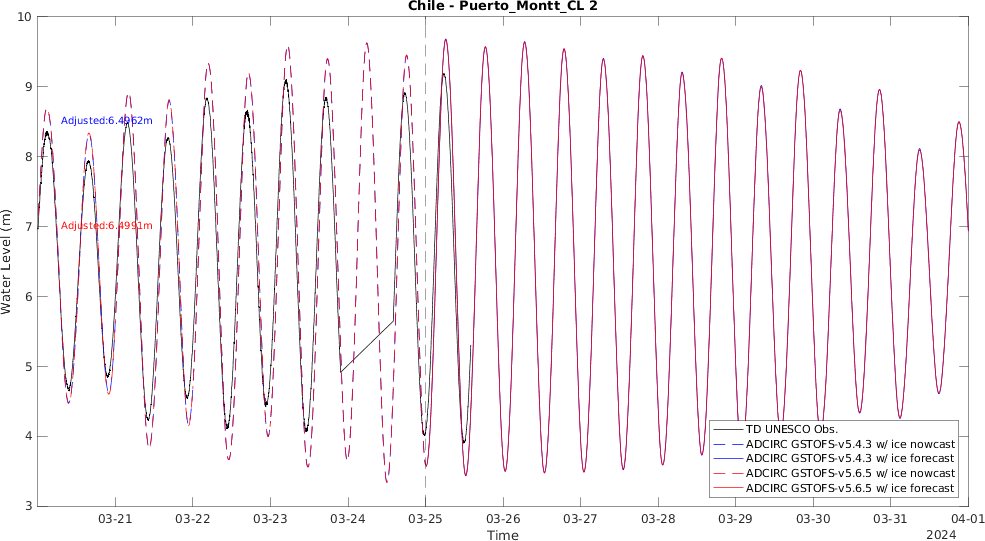 Chile - Puerto_Montt_CL 2
10
9
8
7
6
5
4
3
Water Level (m)
Adjusted:6.4962m
Adjusted:6.4991m
TD UNESCO Obs.
ADCIRC GSTOFS-v5.4.3 w/ ice nowcast
ADCIRC GSTOFS-v5.4.3 w/ ice forecast
ADCIRC GSTOFS-v5.6.5 w/ ice nowcast
ADCIRC GSTOFS-v5.6.5 w/ ice forecast
03-21 03-22 03-23 03-24 03-25 03-26 03-27 03-28 03-29 03-30 03-31 04-01
2024
Time